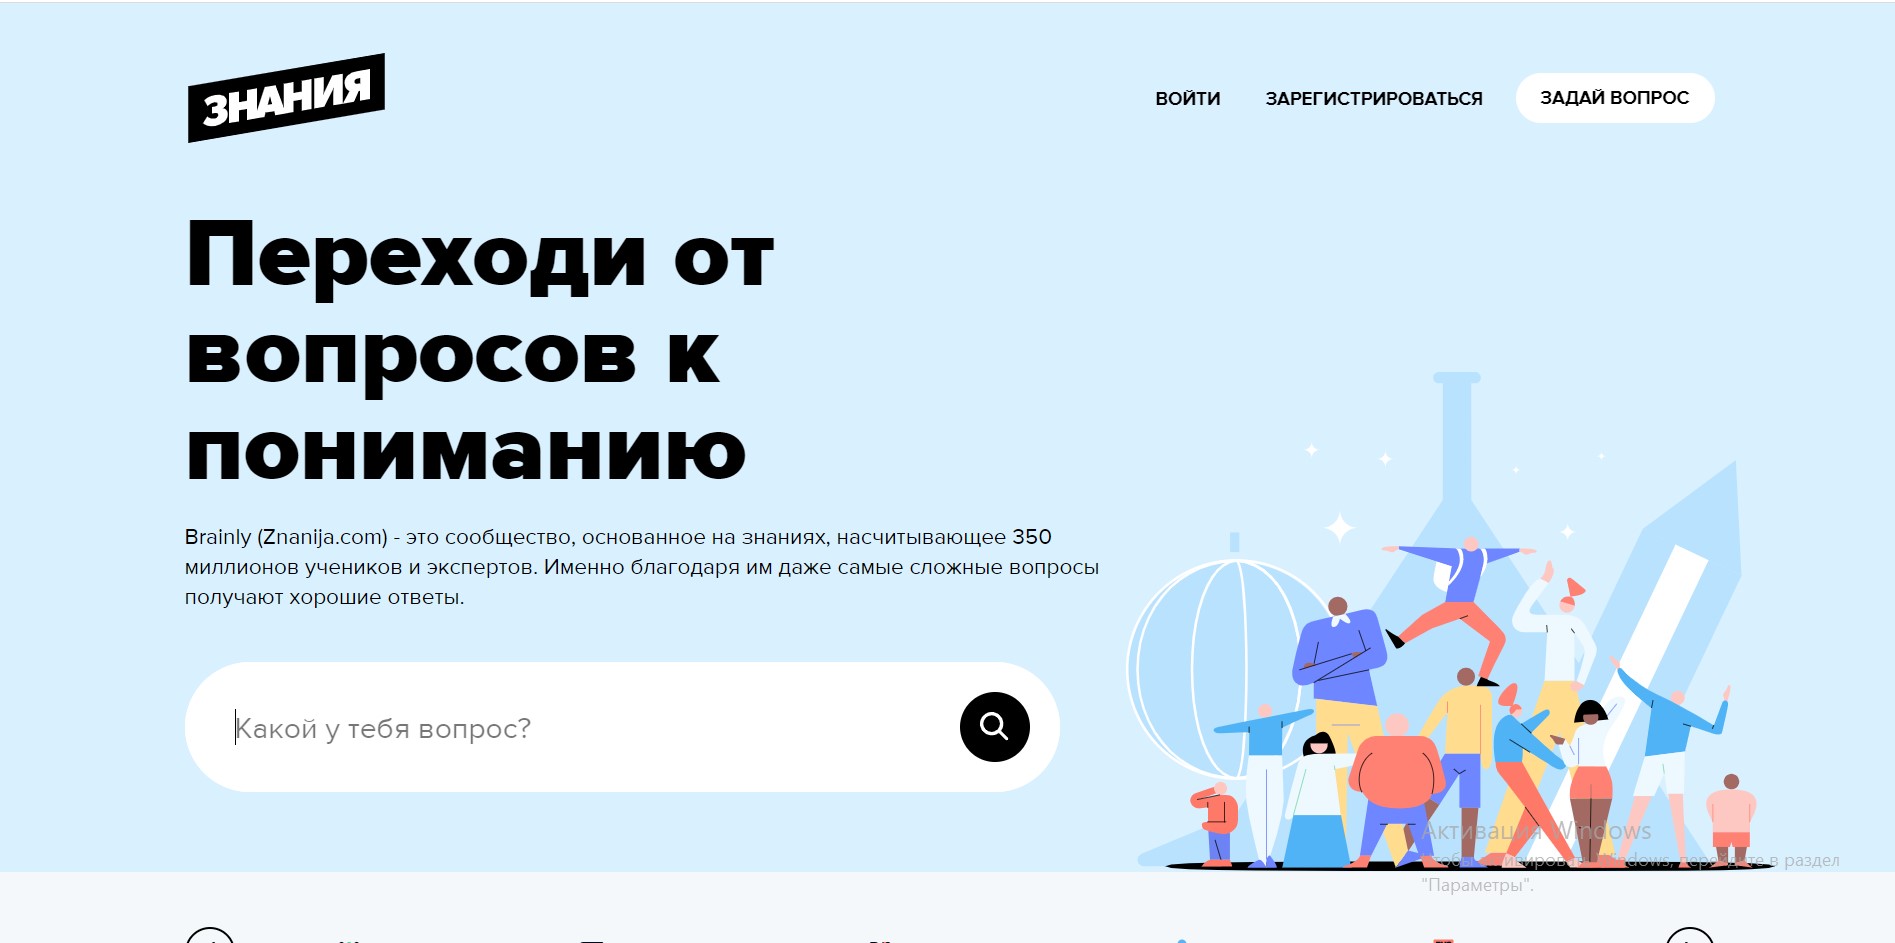 ЗНАНИЯ
ВОЙТИ
ЗАРЕГИСТРИРОВАТЬСЯ
ЗАДАЙ ВОПРОС
Переходи от
вопросов к
пониманию
Brainly (Znanija.com) - это сообщество, основанное на знаниях, насчитывающее 350
миллионов учеников и экспертов. Именно благодаря им даже самые сложные вопросы
получают хорошие ответы.
Какой у тебя вопрос?
Активация Windows
Чтобы активировать Windows, перейдите в раздел
"Параметры".